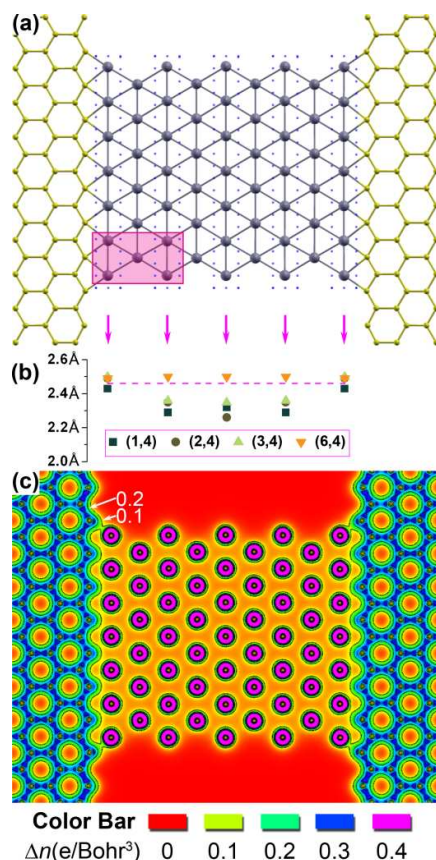 (a)
2.6Å
(b)
2.4Å
2.2Å
(1,4) (2,4) (3,4) (6,4)
2.0Å
(c)
0.2
0.1
Color Bar
Δn(e/Bohr³) 0 0.1 0.2 0.3 0.4